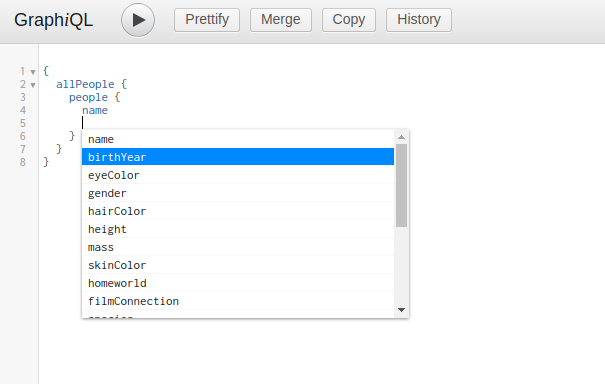 GraphiQL Prettify Merge Copy History
1 {
2 allPeople {
3 people {
4 name
5
6 }
7 }
8 }
name
birthYear
eyeColor
gender
hairColor
height
mass
skinColor
homeworld
filmConnection